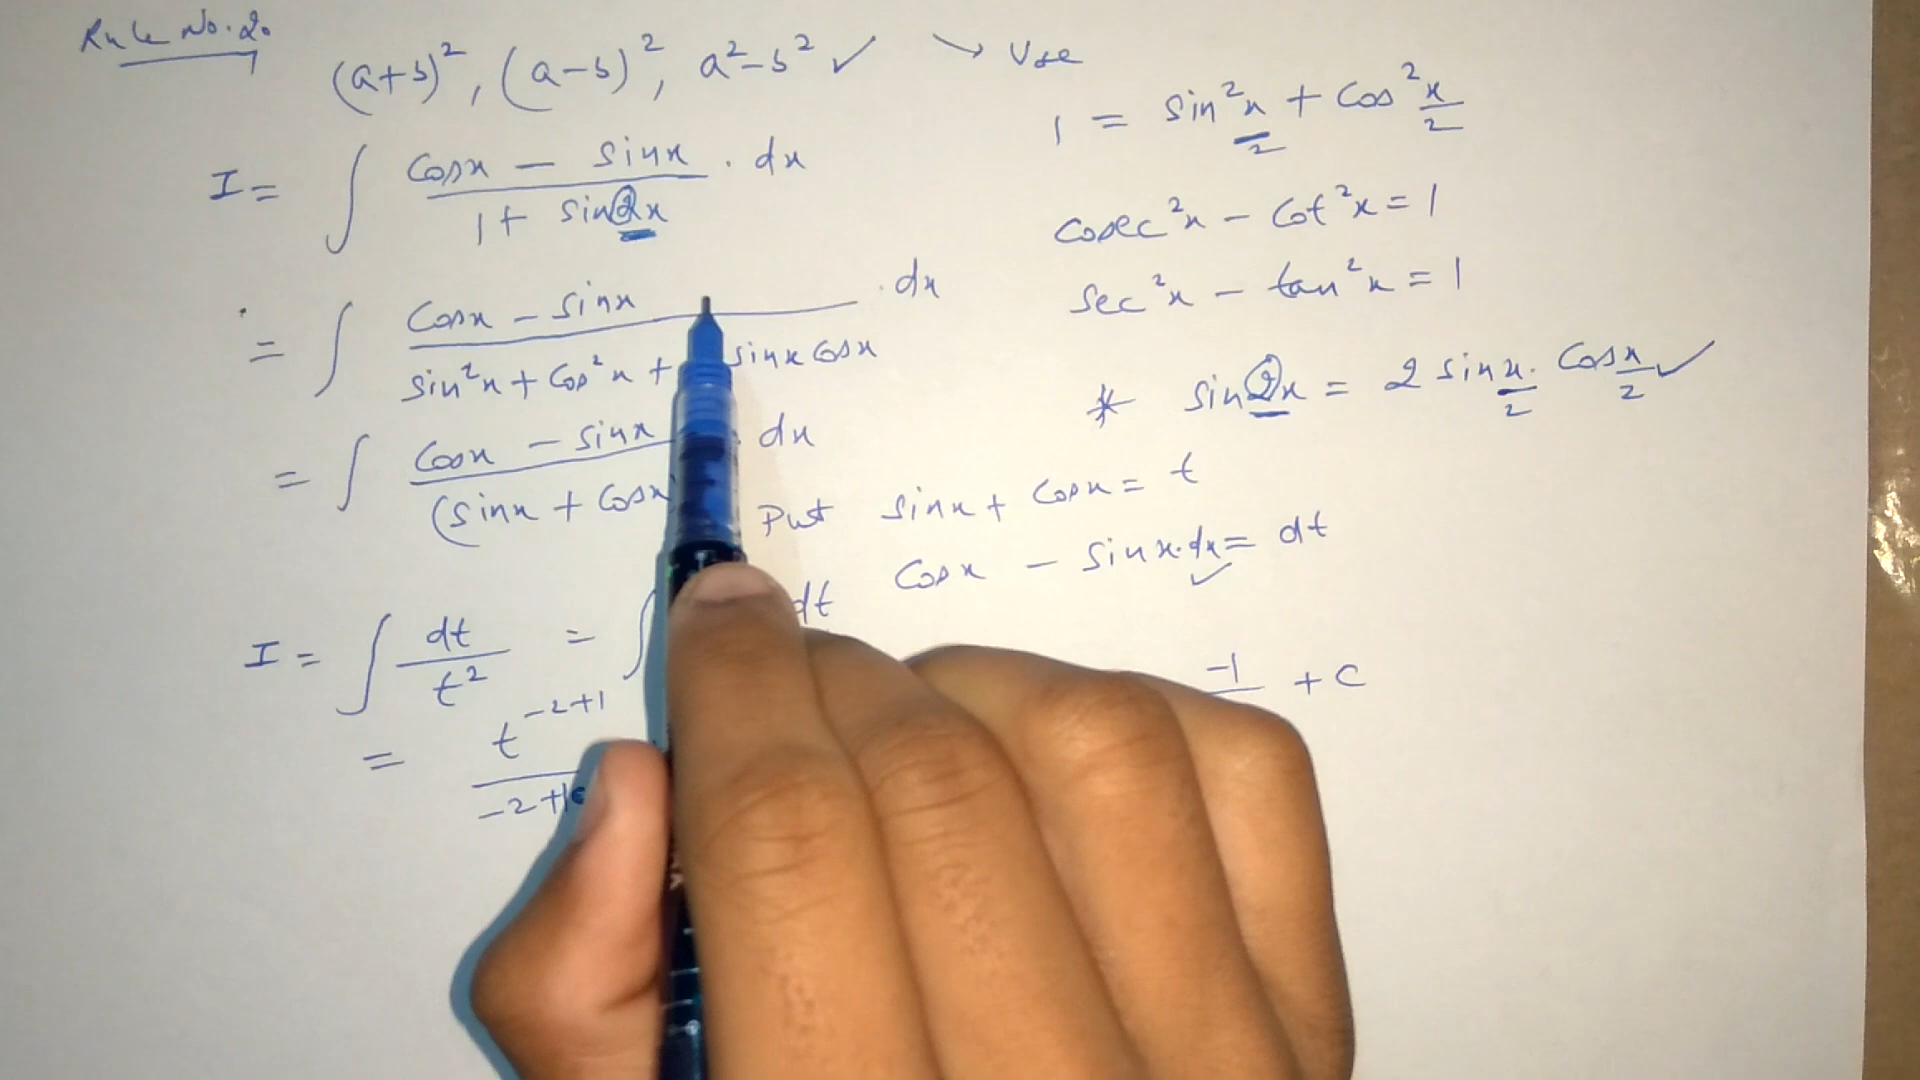 Rule No. 2.
(a+b)², (a-b)², a²-b² ✓ → Use
1 = sin²x/2 + cos²x/2
I = ∫ (cosx - sinx)/(1 + sin2x) . dx
cosec²x - cot²x = 1
= ∫ (cosx - sinx)/(sin²x + cos²x + sinx cosx) . dx
sec²x - tan²x = 1
* sin2x = 2 sin x/2 . cos x/2 ✓
= ∫ (cosx - sinx)/(sinx + cosx . dx
Put sinx + cosx = t
cosx - sinx.dx = dt
I = ∫ dt/t² = ∫ dt
= t^(-2+1)/(-2+1
-1 + C